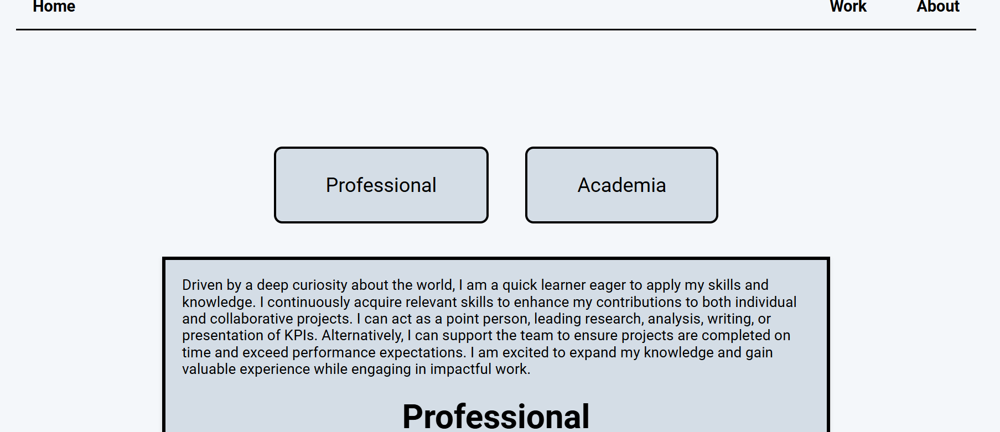 Home Work About
Professional Academia
Driven by a deep curiosity about the world, I am a quick learner eager to apply my skills and
knowledge. I continuously acquire relevant skills to enhance my contributions to both individual
and collaborative projects. I can act as a point person, leading research, analysis, writing, or
presentation of KPIs. Alternatively, I can support the team to ensure projects are completed on
time and exceed performance expectations. I am excited to expand my knowledge and gain
valuable experience while engaging in impactful work.
Professional